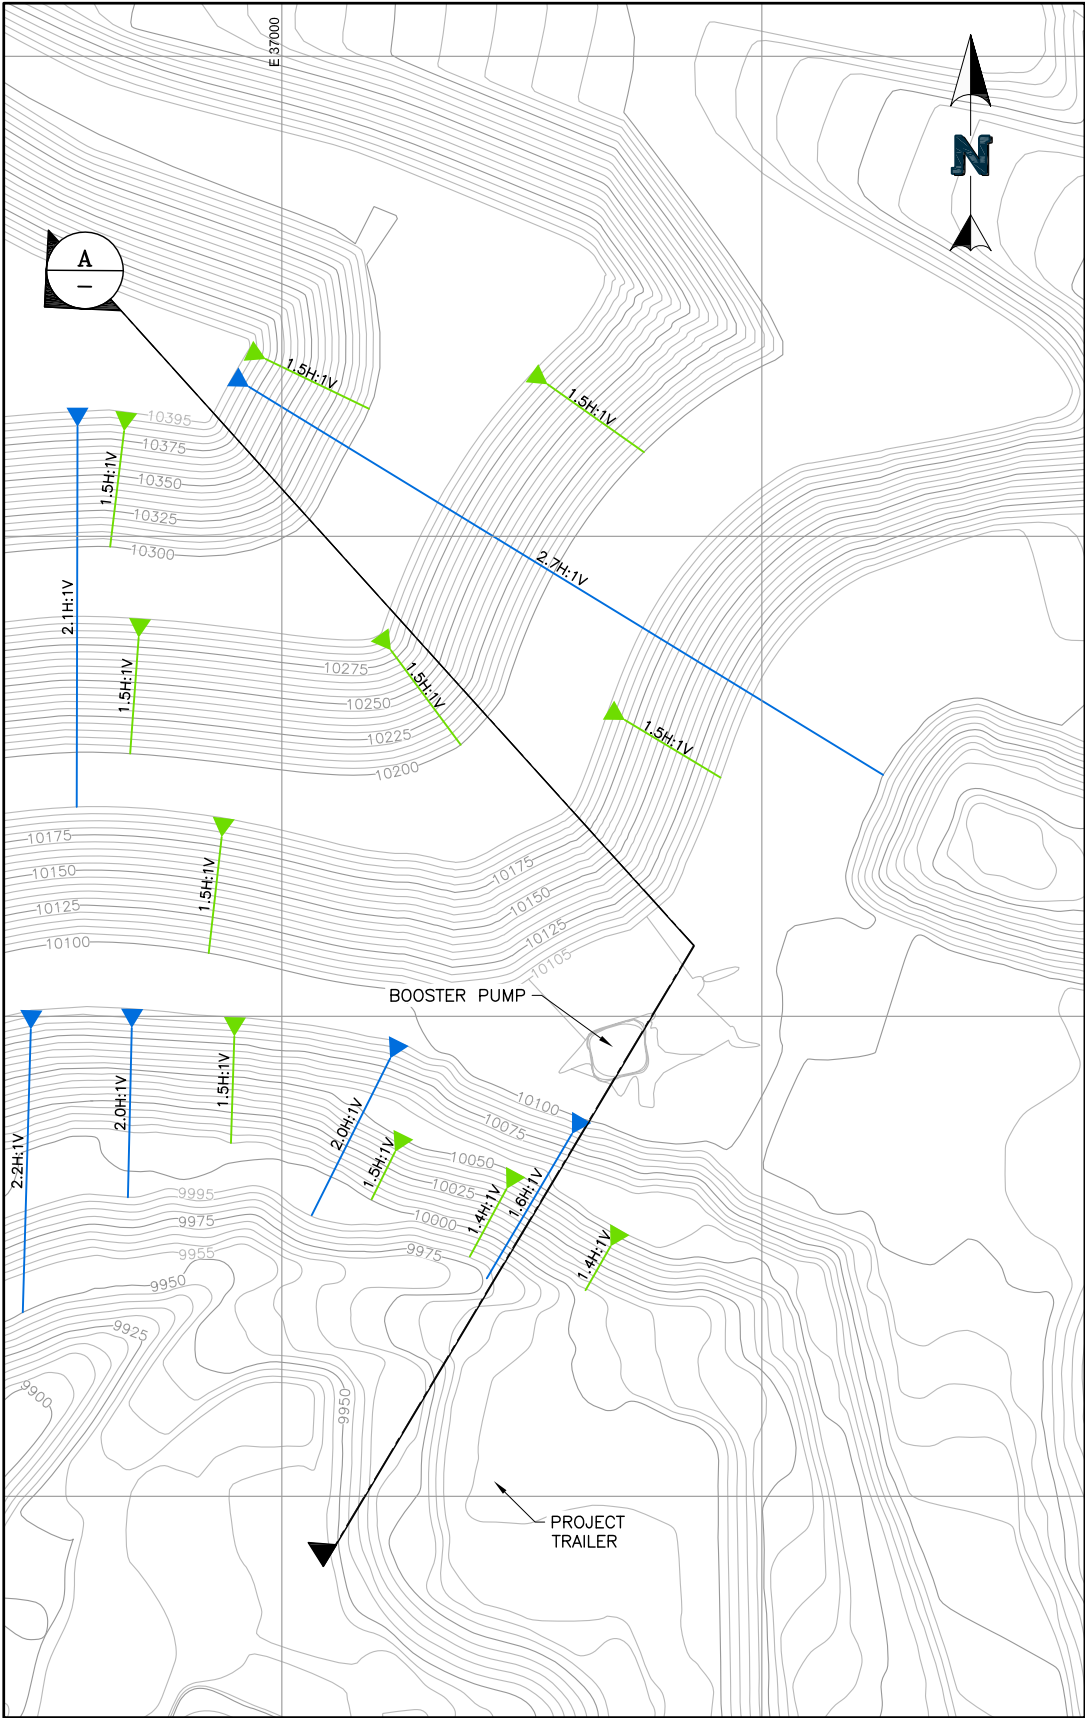 E 37000
N
A
–
1.5H:1V
1.5H:1V
10395
10375
10350
10325
10300
1.5H:1V
2.7H:1V
2.1H:1V
10275
10250
10225
10200
1.5H:1V
1.5H:1V
1.5H:1V
10175
10150
10125
10100
1.5H:1V
10175
10150
10125
10105
BOOSTER PUMP
10100
10075
10050
10025
10000
9975
2.2H:1V
2.0H:1V
1.5H:1V
2.0H:1V
1.5H:1V
1.4H:1V
1.6H:1V
1.4H:1V
9995
9975
9955
9950
9925
9900
9950
PROJECT
TRAILER